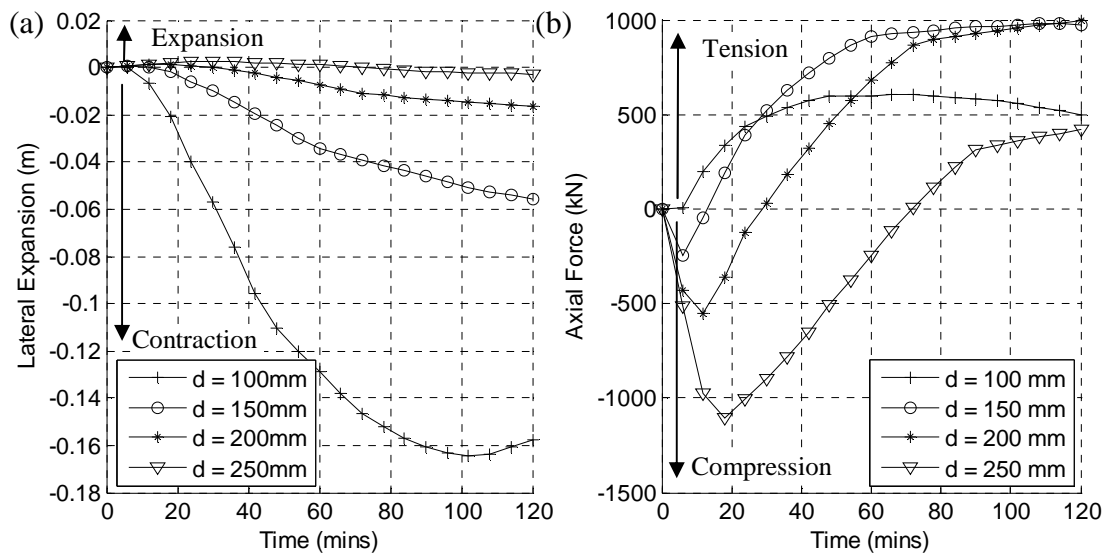 (a)
0.02
0
-0.02
-0.04
-0.06
-0.08
-0.1
-0.12
-0.14
-0.16
-0.18
Lateral Expansion (m)
Expansion
Contraction
d = 100mm
d = 150mm
d = 200mm
d = 250mm
0 20 40 60 80 100 120
Time (mins)
(b)
1000
500
0
-500
-1000
-1500
Axial Force (kN)
Tension
Compression
d = 100 mm
d = 150 mm
d = 200 mm
d = 250 mm
0 20 40 60 80 100 120
Time (mins)